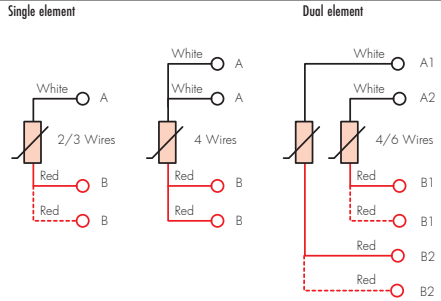 Single element
Dual element
White
A
2/3 Wires
Red
B
Red
B
White
A
White
A
4 Wires
Red
B
Red
B
White
A1
White
A2
4/6 Wires
Red
B1
Red
B1
Red
B2
Red
B2